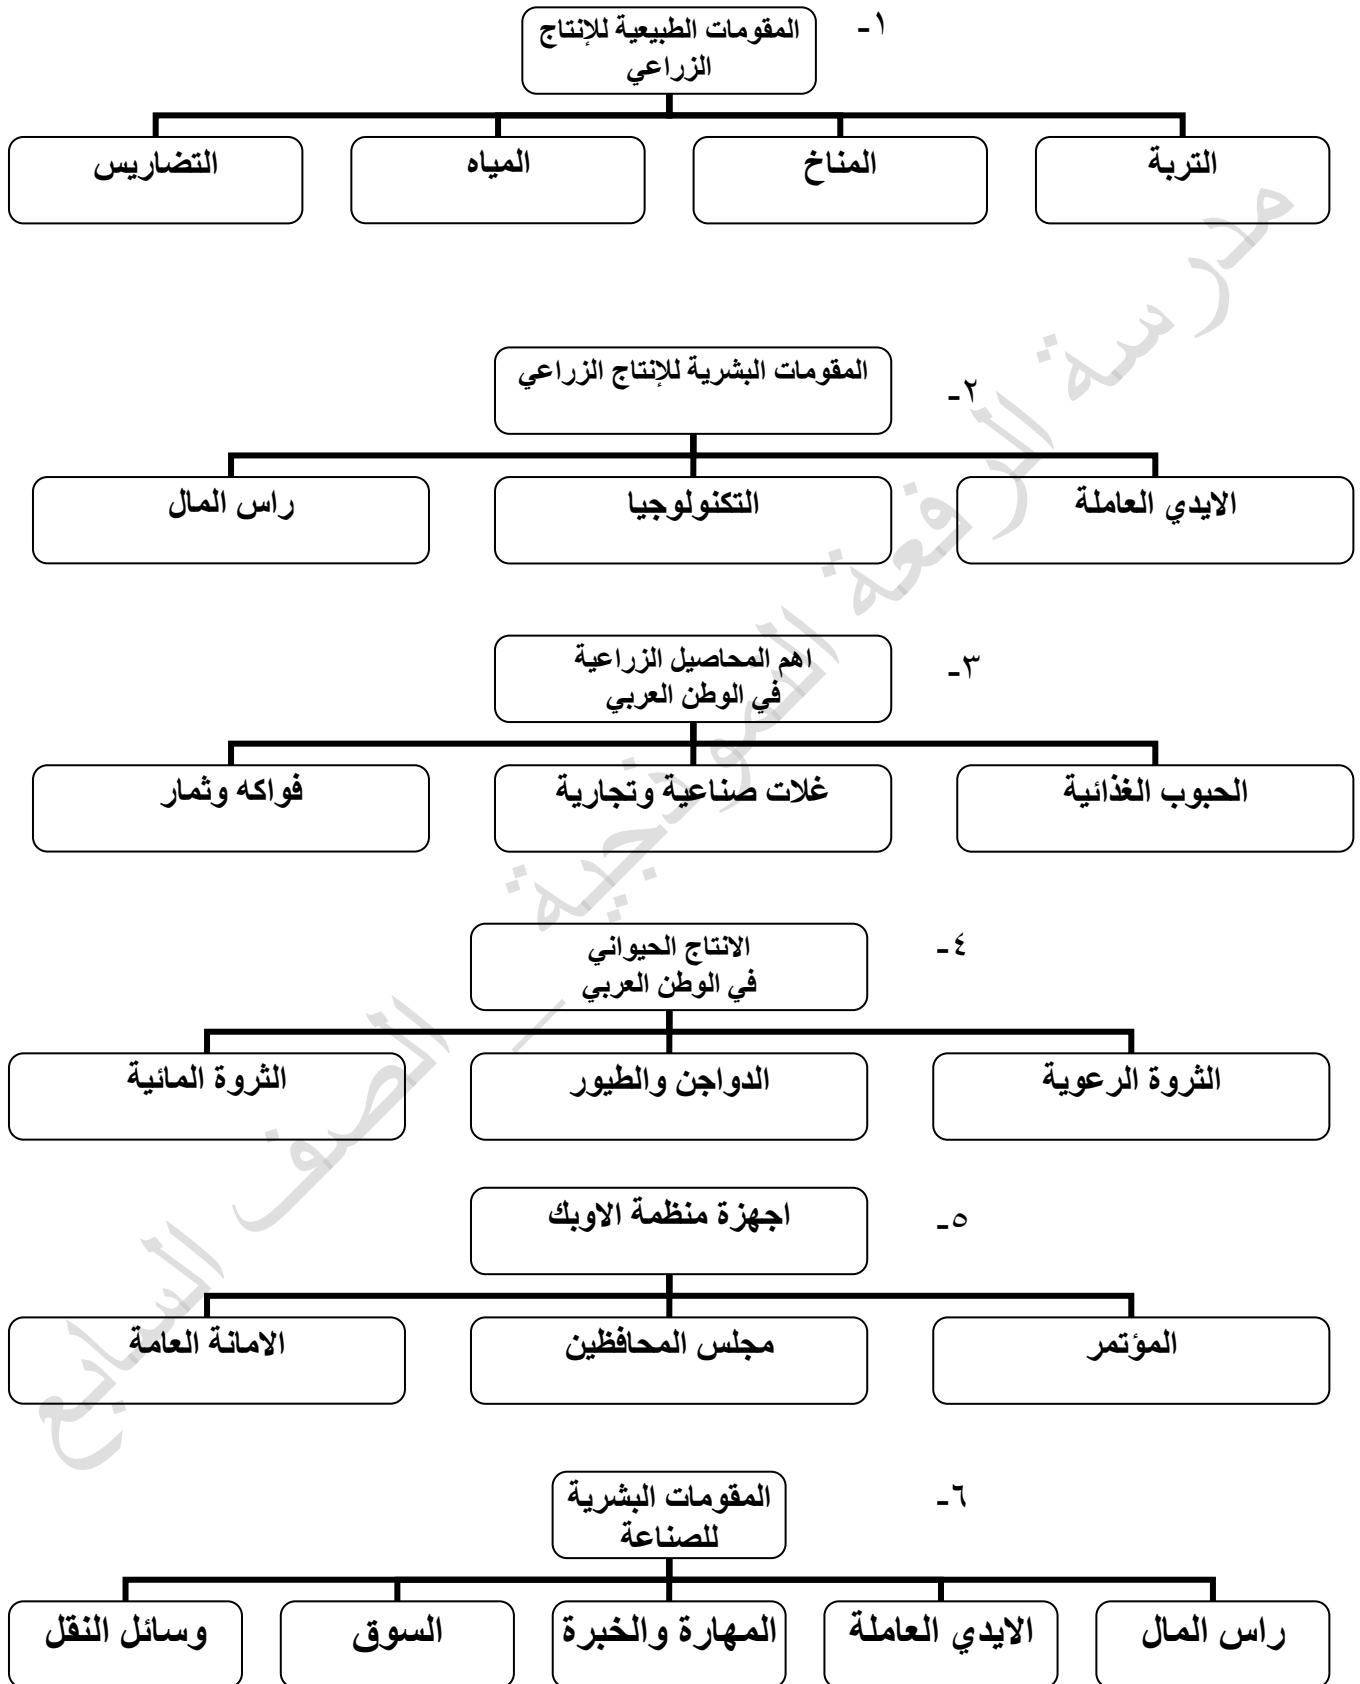 ١-
المقومات الطبيعية للإنتاج
الزراعي
التربة
المناخ
المياه
التضاريس
٢-
المقومات البشرية للإنتاج الزراعي
الايدي العاملة
التكنولوجيا
راس المال
٣-
اهم المحاصيل الزراعية
في الوطن العربي
الحبوب الغذائية
غلات صناعية وتجارية
فواكه وثمار
٤-
الانتاج الحيواني
في الوطن العربي
الثروة الرعوية
الدواجن والطيور
الثروة المائية
٥-
اجهزة منظمة الاوبك
المؤتمر
مجلس المحافظين
الامانة العامة
٦-
المقومات البشرية
للصناعة
راس المال
الايدي العاملة
المهارة والخبرة
السوق
وسائل النقل
مدرسة الرفعة النموذجية _ الصف السابع